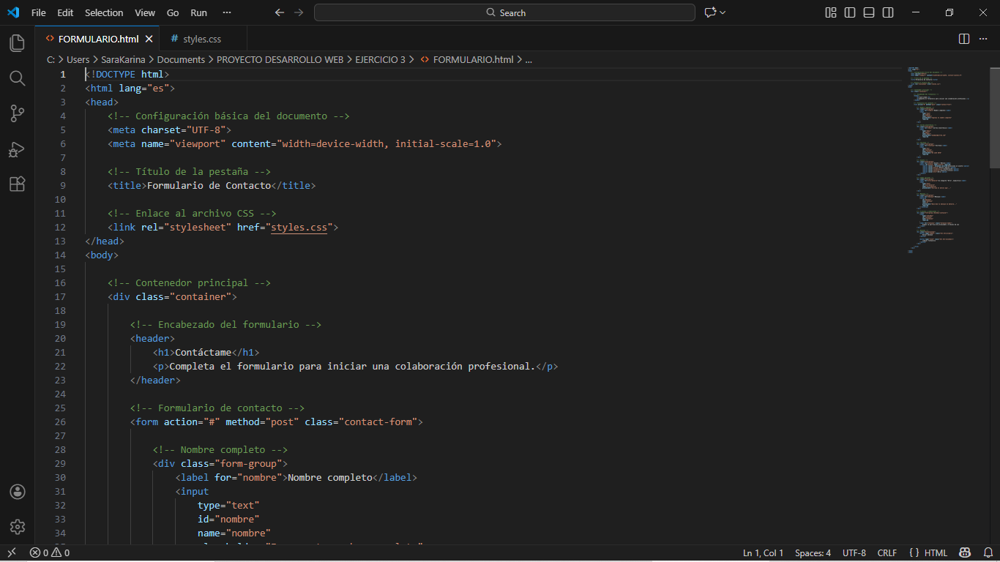 File Edit Selection View Go Run ··· Search
FORMULARIO.html # styles.css
C: > Users > SaraKarina > Documents > PROYECTO DESARROLLO WEB > EJERCICIO 3 > <> FORMULARIO.html > ...
1 <!DOCTYPE html>
2 <html lang="es">
3 <head>
4 <!-- Configuración básica del documento -->
5 <meta charset="UTF-8">
6 <meta name="viewport" content="width=device-width, initial-scale=1.0">
7
8 <!-- Título de la pestaña -->
9 <title>Formulario de Contacto</title>
10
11 <!-- Enlace al archivo CSS -->
12 <link rel="stylesheet" href="styles.css">
13 </head>
14 <body>
15
16 <!-- Contenedor principal -->
17 <div class="container">
18
19 <!-- Encabezado del formulario -->
20 <header>
21 <h1>Contáctame</h1>
22 <p>Completa el formulario para iniciar una colaboración profesional.</p>
23 </header>
24
25 <!-- Formulario de contacto -->
26 <form action="#" method="post" class="contact-form">
27
28 <!-- Nombre completo -->
29 <div class="form-group">
30 <label for="nombre">Nombre completo</label>
31 <input
32 type="text"
33 id="nombre"
34 name="nombre"
0 0 Ln 1, Col 1 Spaces: 4 UTF-8 CRLF { } HTML